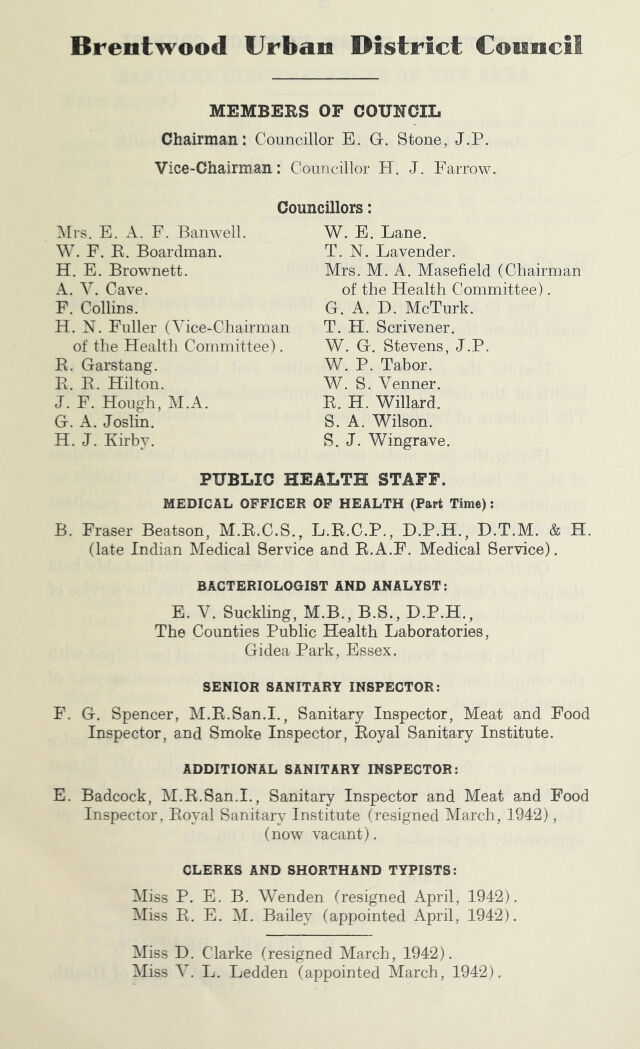 Brentwood Urban District Council
MEMBERS OF COUNCIL
Chairman: Councillor E. G. Stone, J.P.
Vice-Chairman: Councillor H. J. Farrow.
Councillors:
Mrs. E. A. F. Banwell.
W. F. R. Boardman.
H. E. Brownett.
A. V. Cave.
F. Collins.
H. N. Fuller (Vice-Chairman
of the Health Committee).
R. Garstang.
R. R. Hilton.
J. F. Hough, M.A.
G. A. Joslin.
H. J. Kirby.
W. E. Lane.
T. N. Lavender.
Mrs. M. A. Masefield (Chairman
of the Health Committee).
G. A. D. McTurk.
T. H. Scrivener.
W. G. Stevens, J.P.
W. P. Tabor.
W. S. Venner.
R. H. Willard.
S. A. Wilson.
S. J. Wingrave.
PUBLIC HEALTH STAFF.
MEDICAL OFFICER OF HEALTH (Part Time):
B. Fraser Beatson, M.R.C.S., L.R.C.P., D.P.H., D.T.M. & H.
(late Indian Medical Service and R.A.F. Medical Service).
BACTERIOLOGIST AND ANALYST:
E. V. Suckling, M.B., B.S., D.P.H.,
The Counties Public Health Laboratories,
Gidea Park, Essex.
SENIOR SANITARY INSPECTOR:
F. G. Spencer, M.R.San.I., Sanitary Inspector, Meat and Food
Inspector, and Smoke Inspector, Royal Sanitary Institute.
ADDITIONAL SANITARY INSPECTOR:
E. Badcock, M.R.San.I., Sanitary Inspector and Meat and Food
Inspector, Royal Sanitary Institute (resigned March, 1942),
(now vacant).
CLERKS AND SHORTHAND TYPISTS:
Miss P. E. B. Wenden (resigned April, 1942).
Miss R. E. M. Bailey (appointed April, 1942).
Miss D. Clarke (resigned March, 1942).
Miss V. L. Ledden (appointed March, 1942).